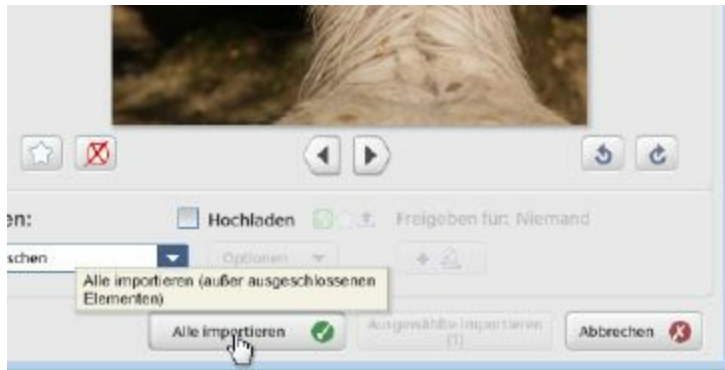 en: Hochladen Freigeben für: Niemand
schen Optionen
Alle importieren (außer ausgeschlossenen
Elementen)
Alle importieren Ausgewählte importieren Abbrechen
(1)